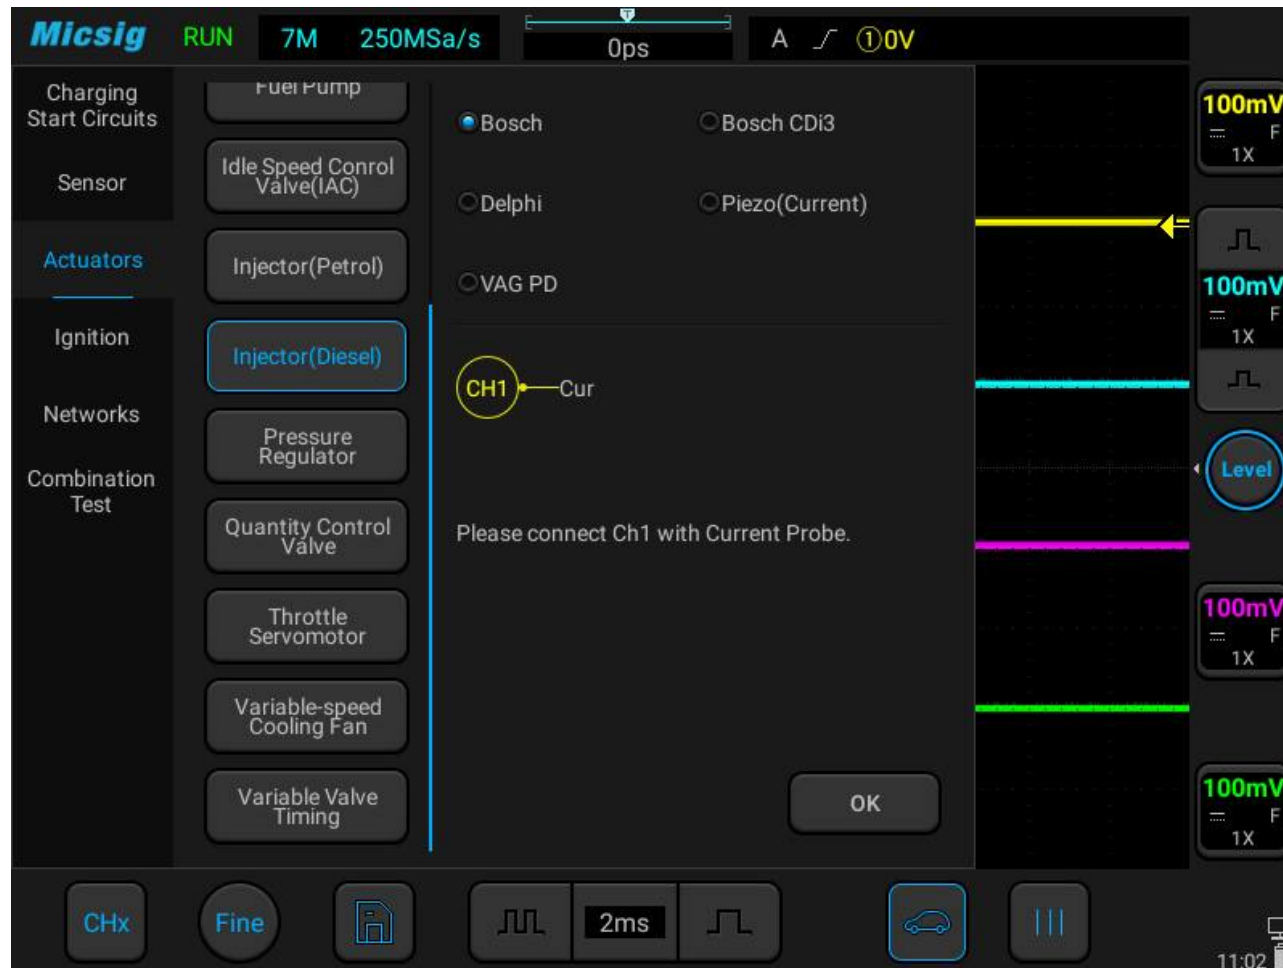 Micsig RUN 7M 250MSa/s T 0ps A ①0V
Charging
Start Circuits
Sensor
Actuators
Ignition
Networks
Combination
Test
Fuel Pump
Idle Speed Conrol
Valve(IAC)
Injector(Petrol)
Injector(Diesel)
Pressure
Regulator
Quantity Control
Valve
Throttle
Servomotor
Variable-speed
Cooling Fan
Variable Valve
Timing
Bosch Bosch CDi3
Delphi Piezo(Current)
VAG PD
CH1 Cur
Please connect Ch1 with Current Probe.
OK
100mV
F
1X
100mV
F
1X
Level
100mV
F
1X
100mV
F
1X
CHx Fine 2ms
11:02